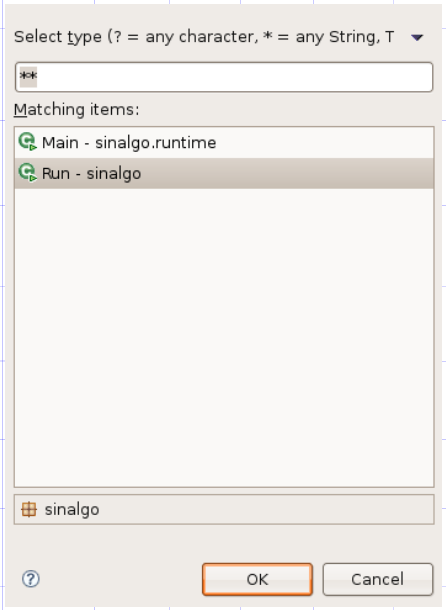 Select type (? = any character, * = any String, T
**
Matching items:
Main - sinalgo.runtime
Run - sinalgo
sinalgo
OK
Cancel